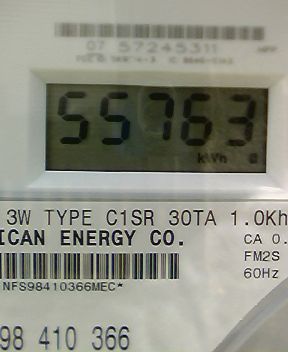 07 57245311
55763
kWh
3W TYPE C1SR 30TA 1.0Kh
ICAN ENERGY CO.
CA 0.
FM2S
60Hz
NFS98410366MEC*
98 410 366